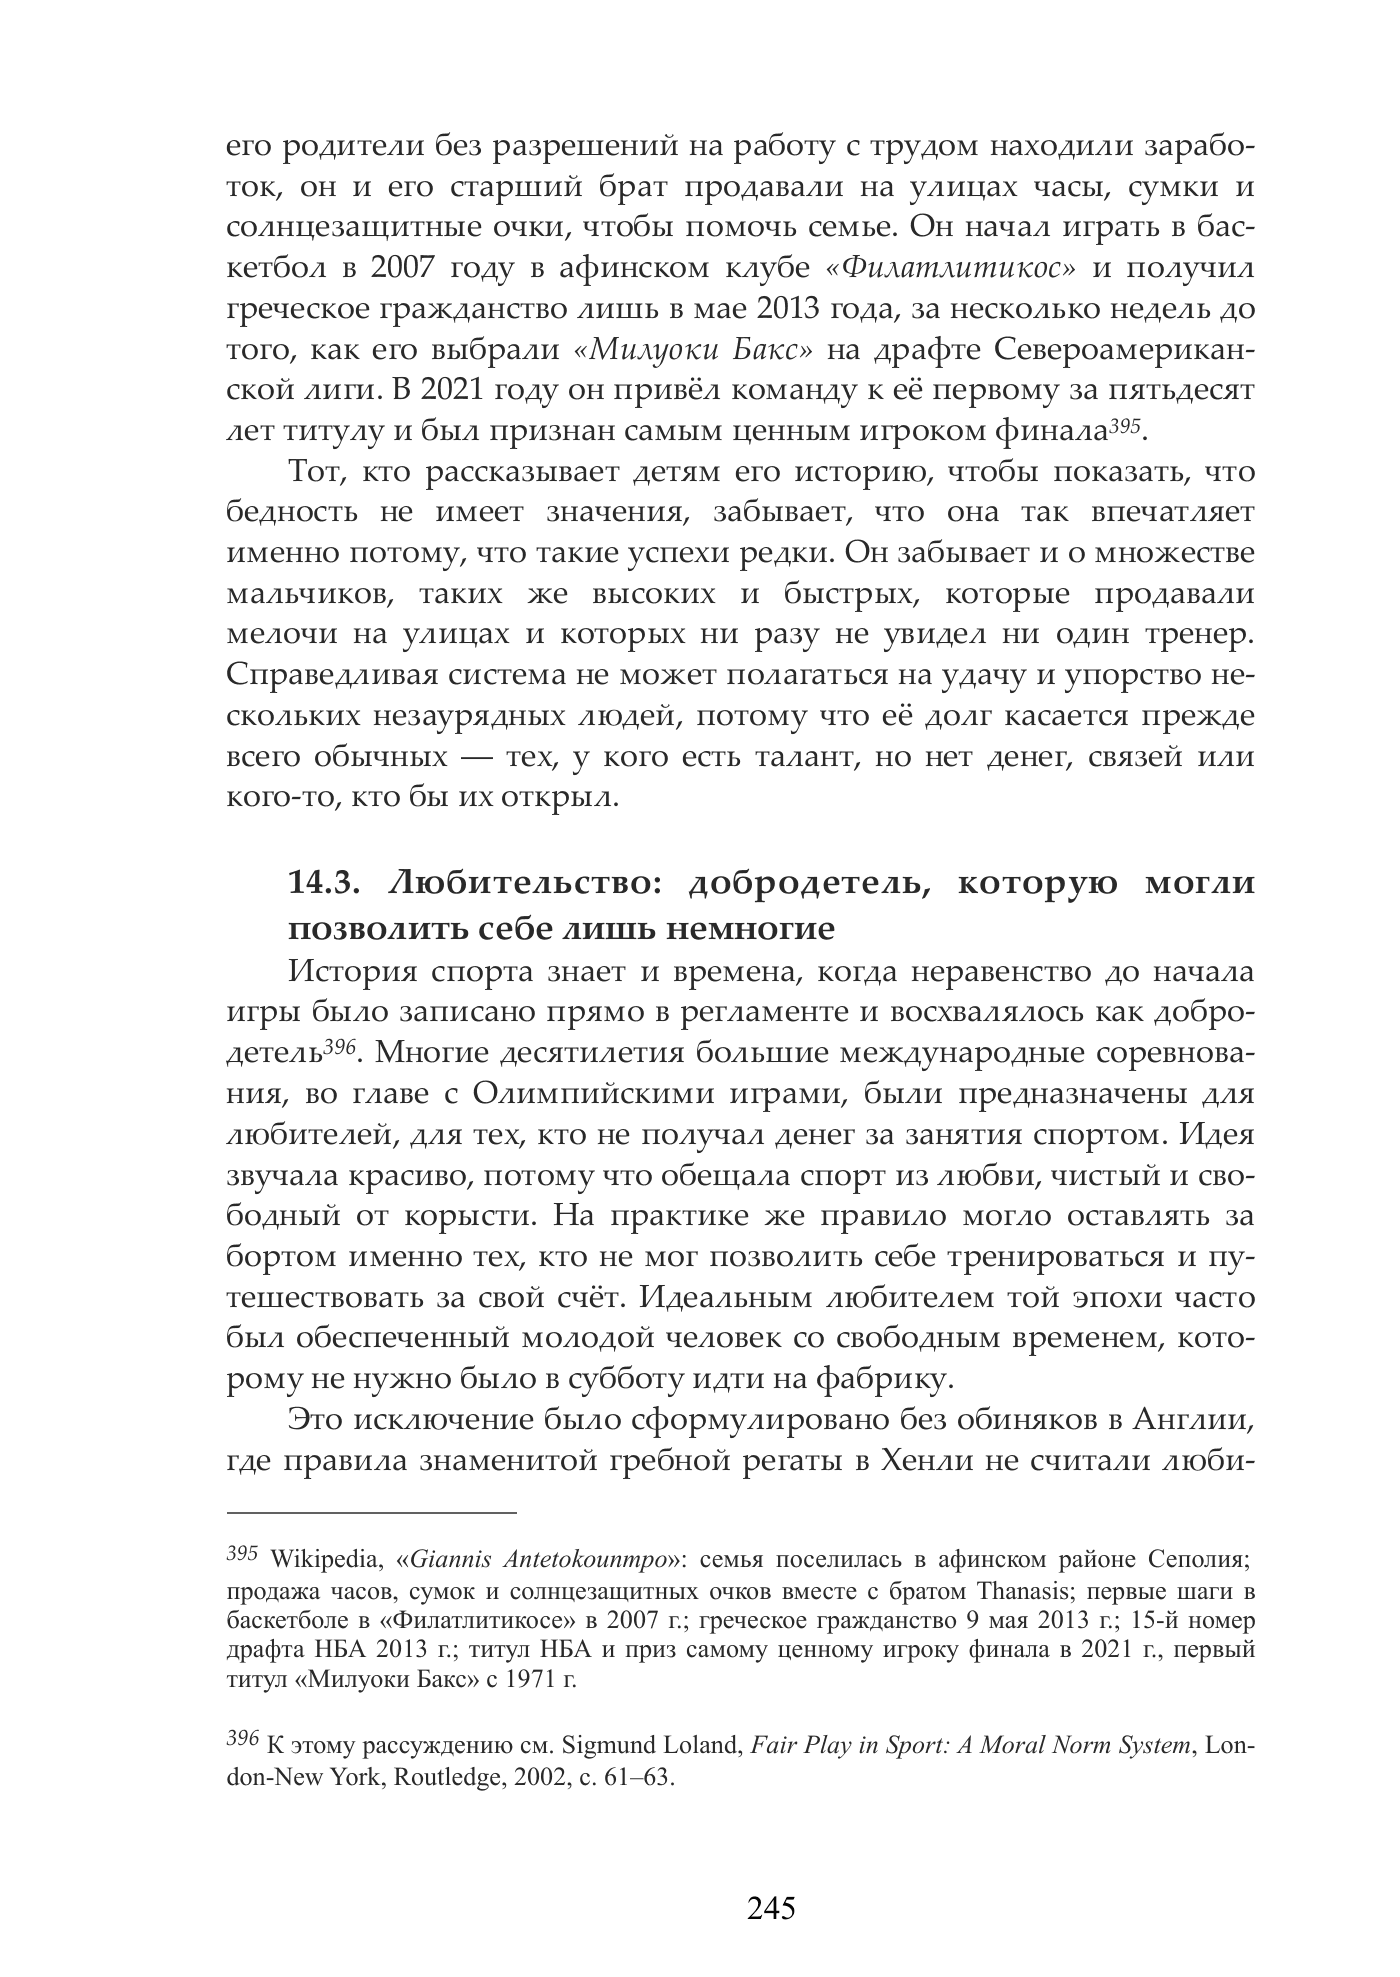 его родители без разрешений на работу с трудом находили зарабо-
ток, он и его старший брат продавали на улицах часы, сумки и
солнцезащитные очки, чтобы помочь семье. Он начал играть в бас-
кетбол в 2007 году в афинском клубе «Филатлитикос» и получил
греческое гражданство лишь в мае 2013 года, за несколько недель до
того, как его выбрали «Милуоки Бакс» на драфте Североамерикан-
ской лиги. В 2021 году он привёл команду к её первому за пятьдесят
лет титулу и был признан самым ценным игроком финала395.
Тот, кто рассказывает детям его историю, чтобы показать, что
бедность не имеет значения, забывает, что она так впечатляет
именно потому, что такие успехи редки. Он забывает и о множестве
мальчиков, таких же высоких и быстрых, которые продавали
мелочи на улицах и которых ни разу не увидел ни один тренер.
Справедливая система не может полагаться на удачу и упорство не-
скольких незаурядных людей, потому что её долг касается прежде
всего обычных — тех, у кого есть талант, но нет денег, связей или
кого-то, кто бы их открыл.
14.3. Любительство: добродетель, которую могли
позволить себе лишь немногие
История спорта знает и времена, когда неравенство до начала
игры было записано прямо в регламенте и восхвалялось как добро-
детель396. Многие десятилетия большие международные соревнова-
ния, во главе с Олимпийскими играми, были предназначены для
любителей, для тех, кто не получал денег за занятия спортом. Идея
звучала красиво, потому что обещала спорт из любви, чистый и сво-
бодный от корысти. На практике же правило могло оставлять за
бортом именно тех, кто не мог позволить себе тренироваться и пу-
тешествовать за свой счёт. Идеальным любителем той эпохи часто
был обеспеченный молодой человек со свободным временем, кото-
рому не нужно было в субботу идти на фабрику.
Это исключение было сформулировано без обиняков в Англии,
где правила знаменитой гребной регаты в Хенли не считали люби-
395 Wikipedia, «Giannis Antetokounmpo»: семья поселилась в афинском районе Сеполия;
продажа часов, сумок и солнцезащитных очков вместе с братом Thanasis; первые шаги в
баскетболе в «Филатлитикосе» в 2007 г.; греческое гражданство 9 мая 2013 г.; 15-й номер
драфта НБА 2013 г.; титул НБА и приз самому ценному игроку финала в 2021 г., первый
титул «Милуоки Бакс» с 1971 г.
396 К этому рассуждению см. Sigmund Loland, Fair Play in Sport: A Moral Norm System, Lon-
don-New York, Routledge, 2002, с. 61–63.
245